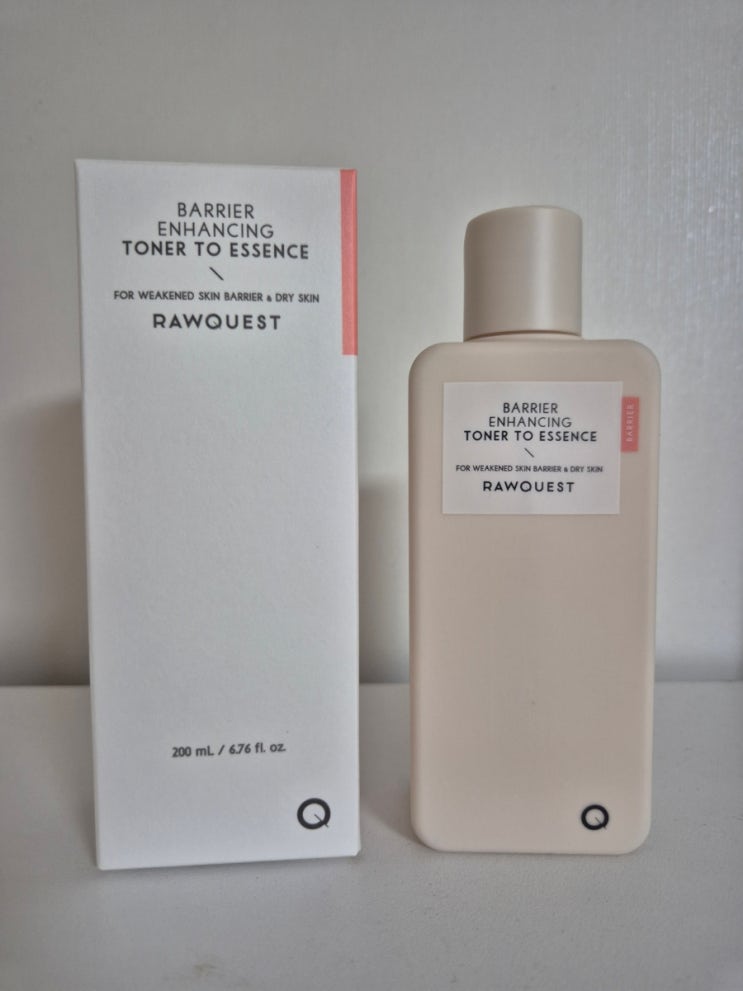 BARRIER
ENHANCING
TONER TO ESSENCE
\
FOR WEAKENED SKIN BARRIER & DRY SKIN
RAWQUEST
200 mL / 6.76 fl. oz.
Q
BARRIER
ENHANCING
TONER TO ESSENCE
\
FOR WEAKENED SKIN BARRIER & DRY SKIN
RAWQUEST
BARRIER
Q